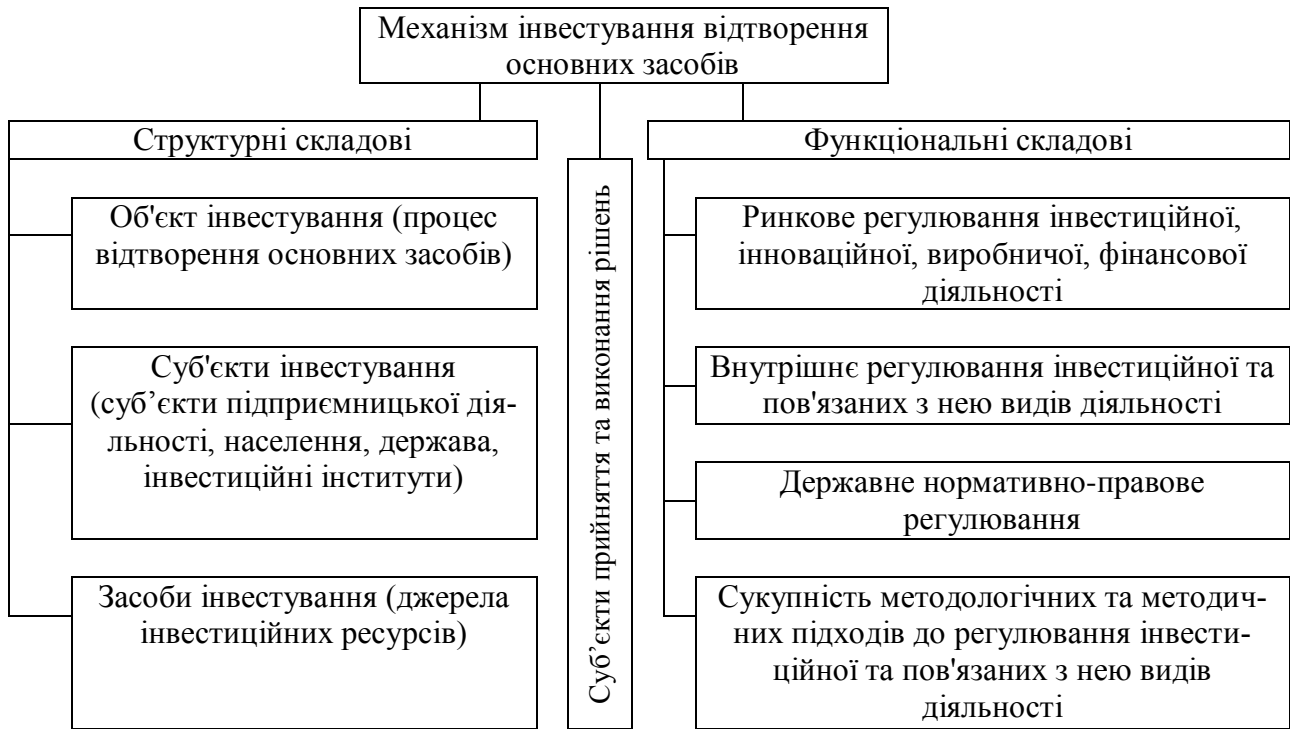 Механізм інвестування відтворення
основних засобів
Структурні складові
Об'єкт інвестування (процес
відтворення основних засобів)
Суб'єкти інвестування
(суб’єкти підприємницької дія-
льності, населення, держава,
інвестиційні інститути)
Засоби інвестування (джерела
інвестиційних ресурсів)
Суб’єкти прийняття та виконання рішень
Функціональні складові
Ринкове регулювання інвестиційної,
інноваційної, виробничої, фінансової
діяльності
Внутрішнє регулювання інвестиційної та
пов'язаних з нею видів діяльності
Державне нормативно-правове
регулювання
Сукупність методологічних та методич-
них підходів до регулювання інвести-
ційної та пов'язаних з нею видів
діяльності